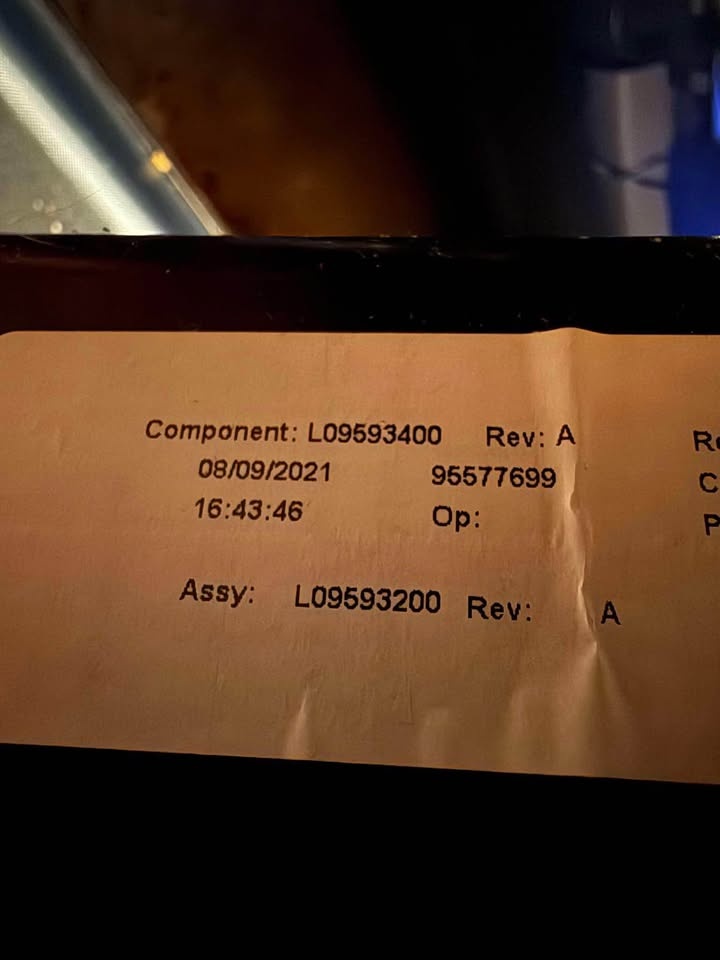 Component: L09593400 Rev: A
08/09/2021 95577699
16:43:46 Op:
Assy: L09593200 Rev: A